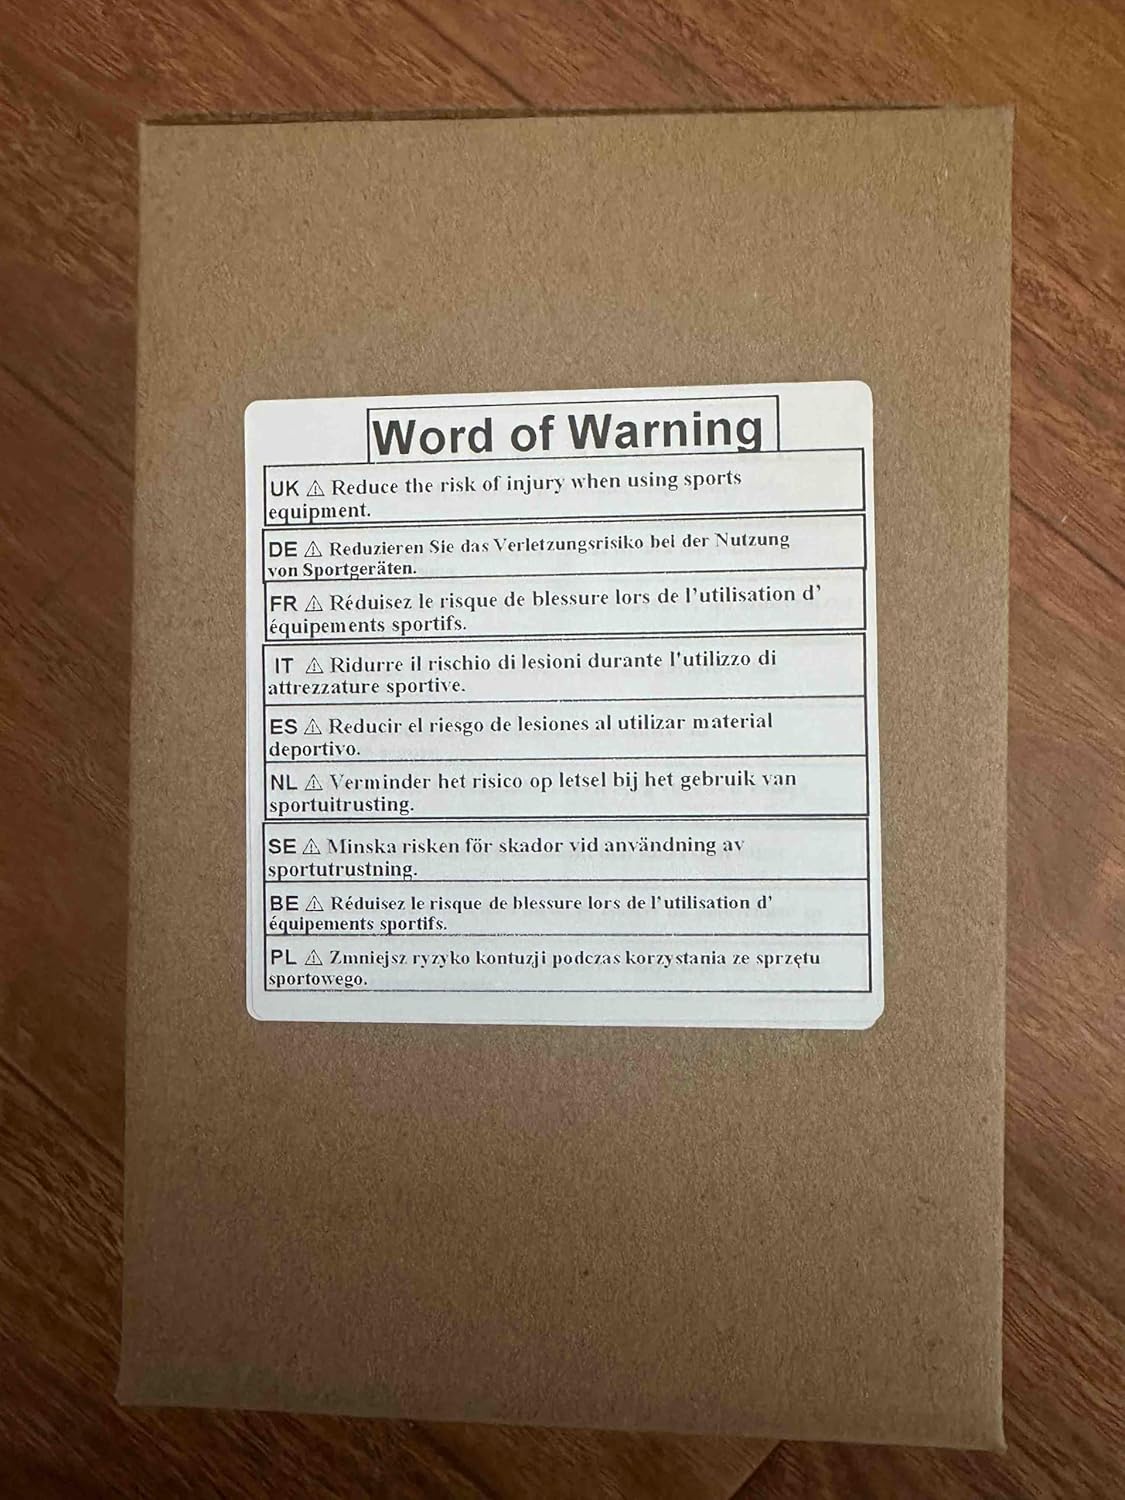 Word of Warning
UK ⚠ Reduce the risk of injury when using sports
equipment.
DE ⚠ Reduzieren Sie das Verletzungsrisiko bei der Nutzung
von Sportgeräten.
FR ⚠ Réduisez le risque de blessure lors de l’utilisation d’
équipements sportifs.
IT ⚠ Ridurre il rischio di lesioni durante l'utilizzo di
attrezzature sportive.
ES ⚠ Reducir el riesgo de lesiones al utilizar material
deportivo.
NL ⚠ Verminder het risico op letsel bij het gebruik van
sportuitrusting.
SE ⚠ Minska risken för skador vid användning av
sportutrustning.
BE ⚠ Réduisez le risque de blessure lors de l’utilisation d’
équipements sportifs.
PL ⚠ Zmniejsz ryzyko kontuzji podczas korzystania ze sprzętu
sportowego.